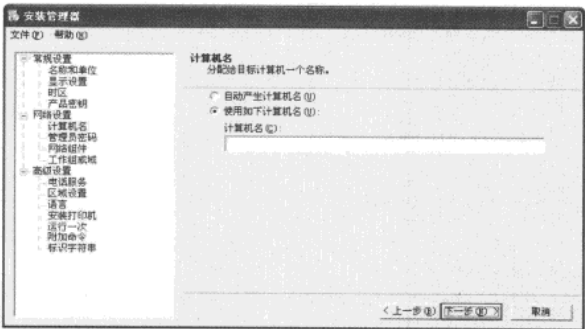 安装管理器
文件(F) 帮助(H)
常规设置
名称和单位
显示设置
时区
产品密钥
网络设置
计算机名
管理员密码
网络组件
工作组或域
高级设置
电话服务
区域设置
语言
安装打印机
运行一次
附加命令
标识字符串
计算机名
分配给目标计算机一个名称。
自动产生计算机名(U)
使用如下计算机名(U):
计算机名(C):
<上一步(B) 下一步(N)> 取消